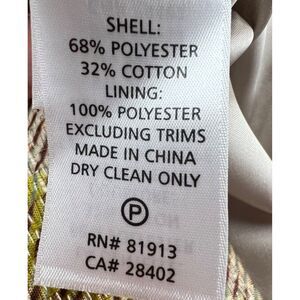 SHELL:
68% POLYESTER
32% COTTON
LINING:
100% POLYESTER
EXCLUDING TRIMS
MADE IN CHINA
DRY CLEAN ONLY
P
RN# 81913
CA# 28402